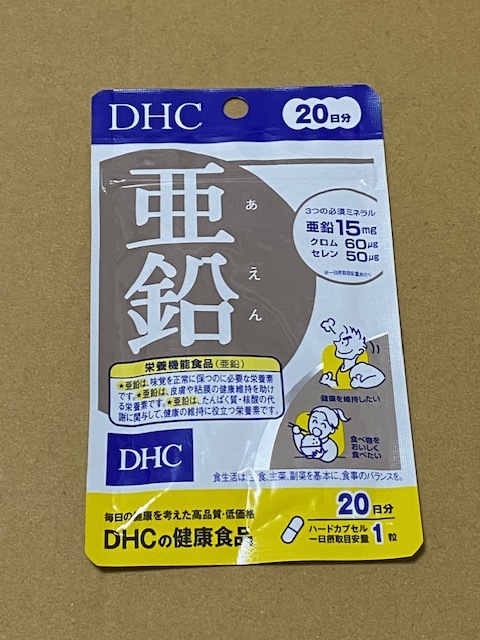 DHC
20日分
亜鉛
あえん
3つの必須ミネラル
亜鉛15mg
クロム 60μg
セレン 50μg
※一日摂取目安量あたり
栄養機能食品(亜鉛)
★亜鉛は、味覚を正常に保つのに必要な栄養素
です。★亜鉛は、皮膚や粘膜の健康維持を助け
る栄養素です。★亜鉛は、たんぱく質・核酸の代
謝に関与して、健康の維持に役立つ栄養素です。
健康を維持したい
食べ物を
おいしく
食べたい
DHC
食生活は、主食、主菜、副菜を基本に、食事のバランスを。
毎日の健康を考えた高品質・低価格
DHCの健康食品
20日分
ハードカプセル
一日摂取目安量 1粒